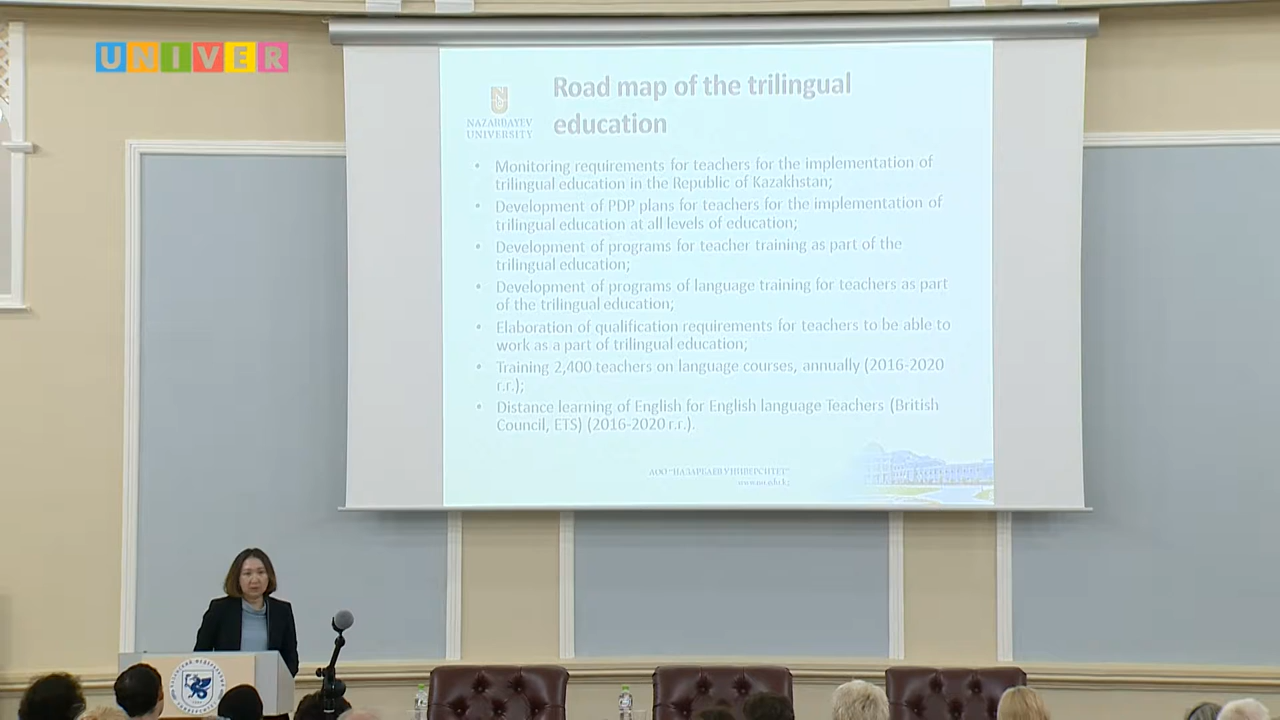 UNIVER
NAZARBAYEV
UNIVERSITY
Road map of the trilingual
education
• Monitoring requirements for teachers for the implementation of
trilingual education in the Republic of Kazakhstan;
• Development of PDP plans for teachers for the implementation of
trilingual education at all levels of education;
• Development of programs for teacher training as part of the
trilingual education;
• Development of programs of language training for teachers as part
of the trilingual education;
• Elaboration of qualification requirements for teachers to be able to
work as a part of trilingual education;
• Training 2,400 teachers on language courses, annually (2016-2020
г.г.);
• Distance learning of English for English language Teachers (British
Council, ETS) (2016-2020 г.г.).
АОО "НАЗАРБАЕВ УНИВЕРСИТЕТ"